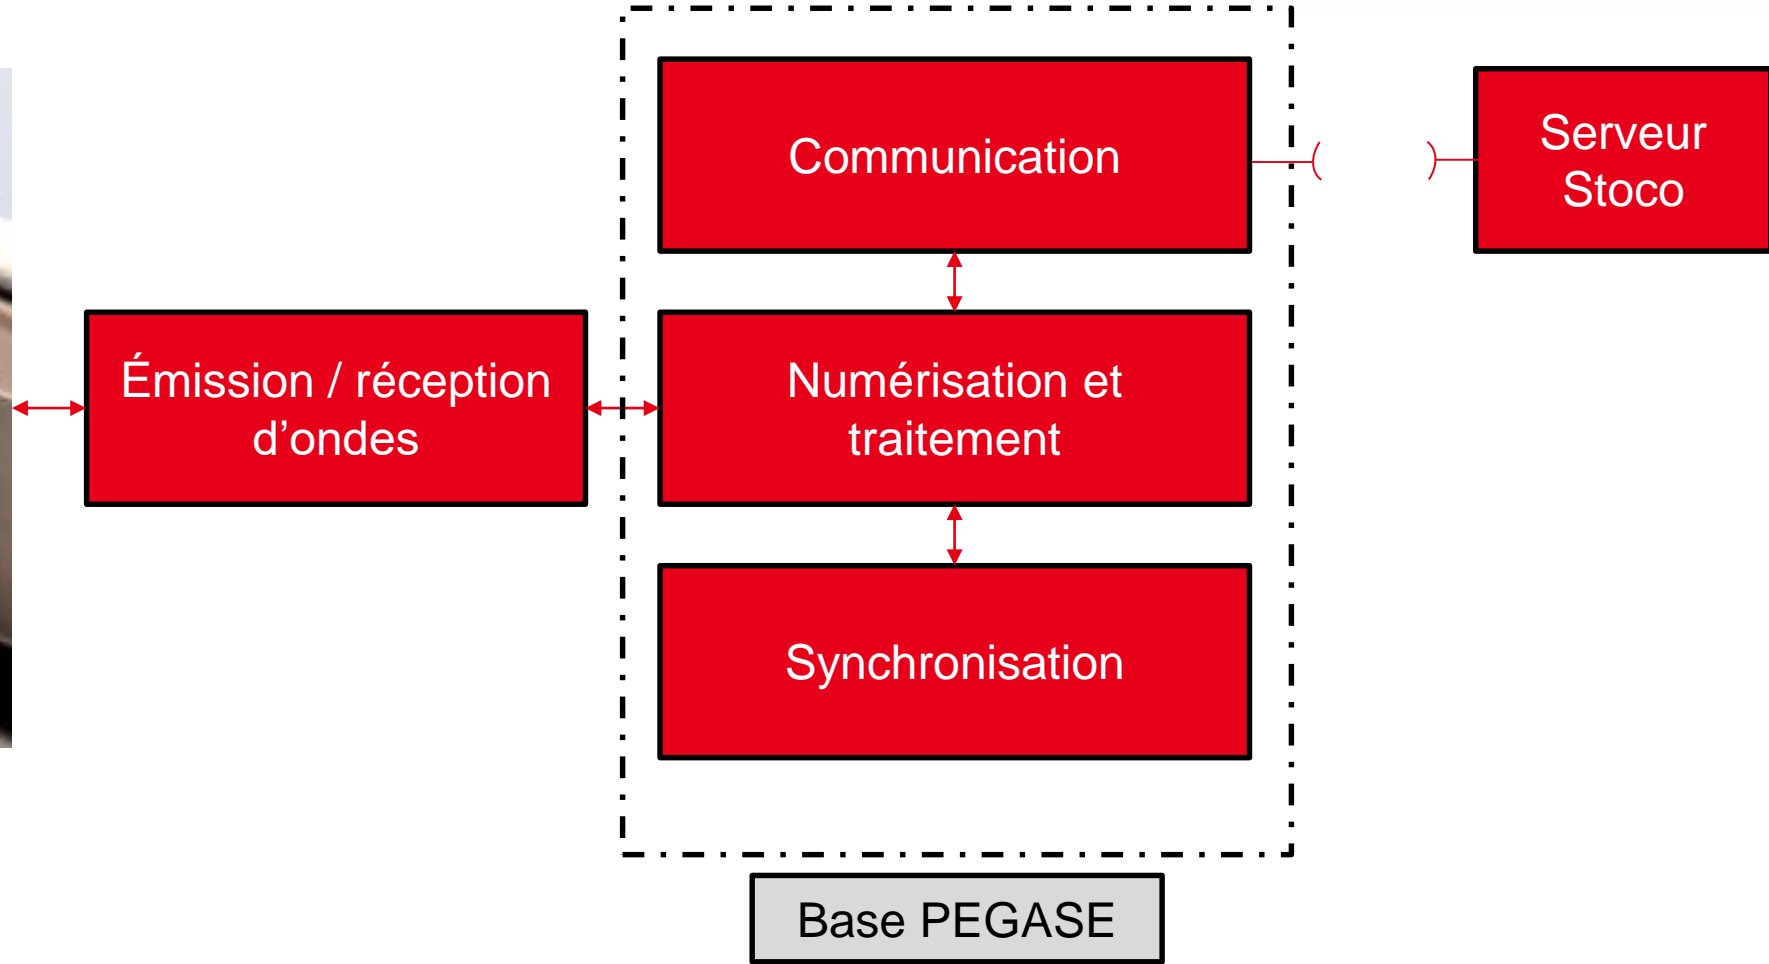 Communication
Serveur
Stoco
Émission / réception
d’ondes
Numérisation et
traitement
Synchronisation
Base PEGASE